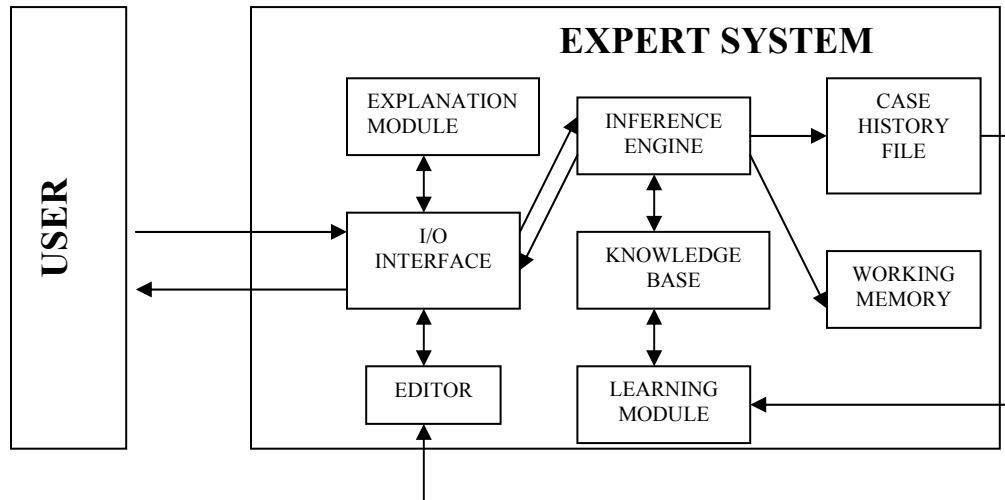 USER
EXPERT SYSTEM
EXPLANATION
MODULE
INFERENCE
ENGINE
CASE
HISTORY
FILE
I/O
INTERFACE
KNOWLEDGE
BASE
WORKING
MEMORY
EDITOR
LEARNING
MODULE